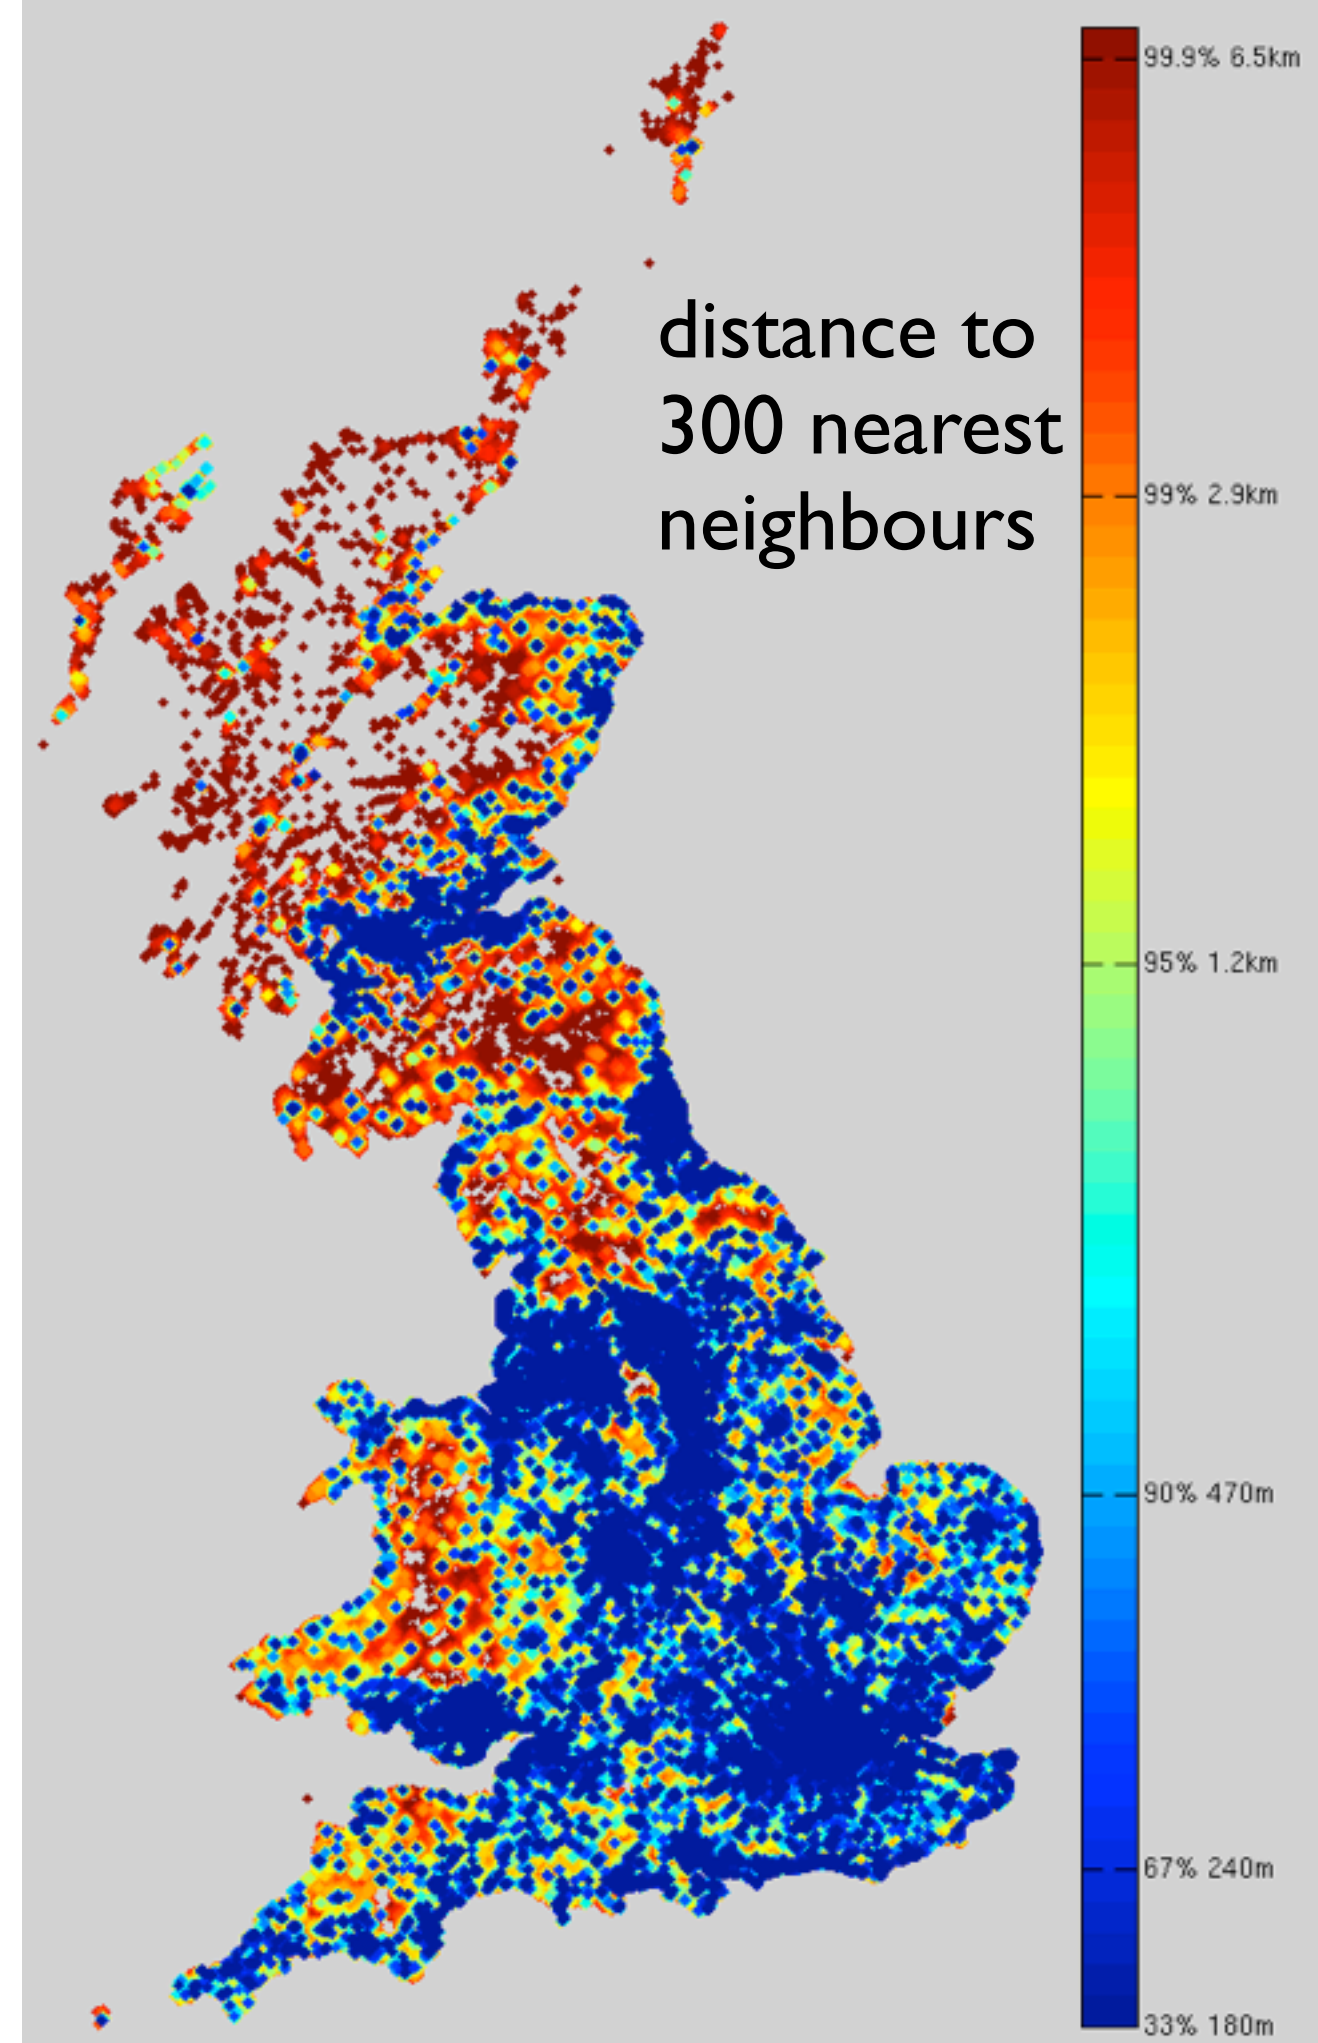 distance to
300 nearest
neighbours
99.9% 6.5km
99% 2.9km
95% 1.2km
90% 470m
67% 240m
33% 180m